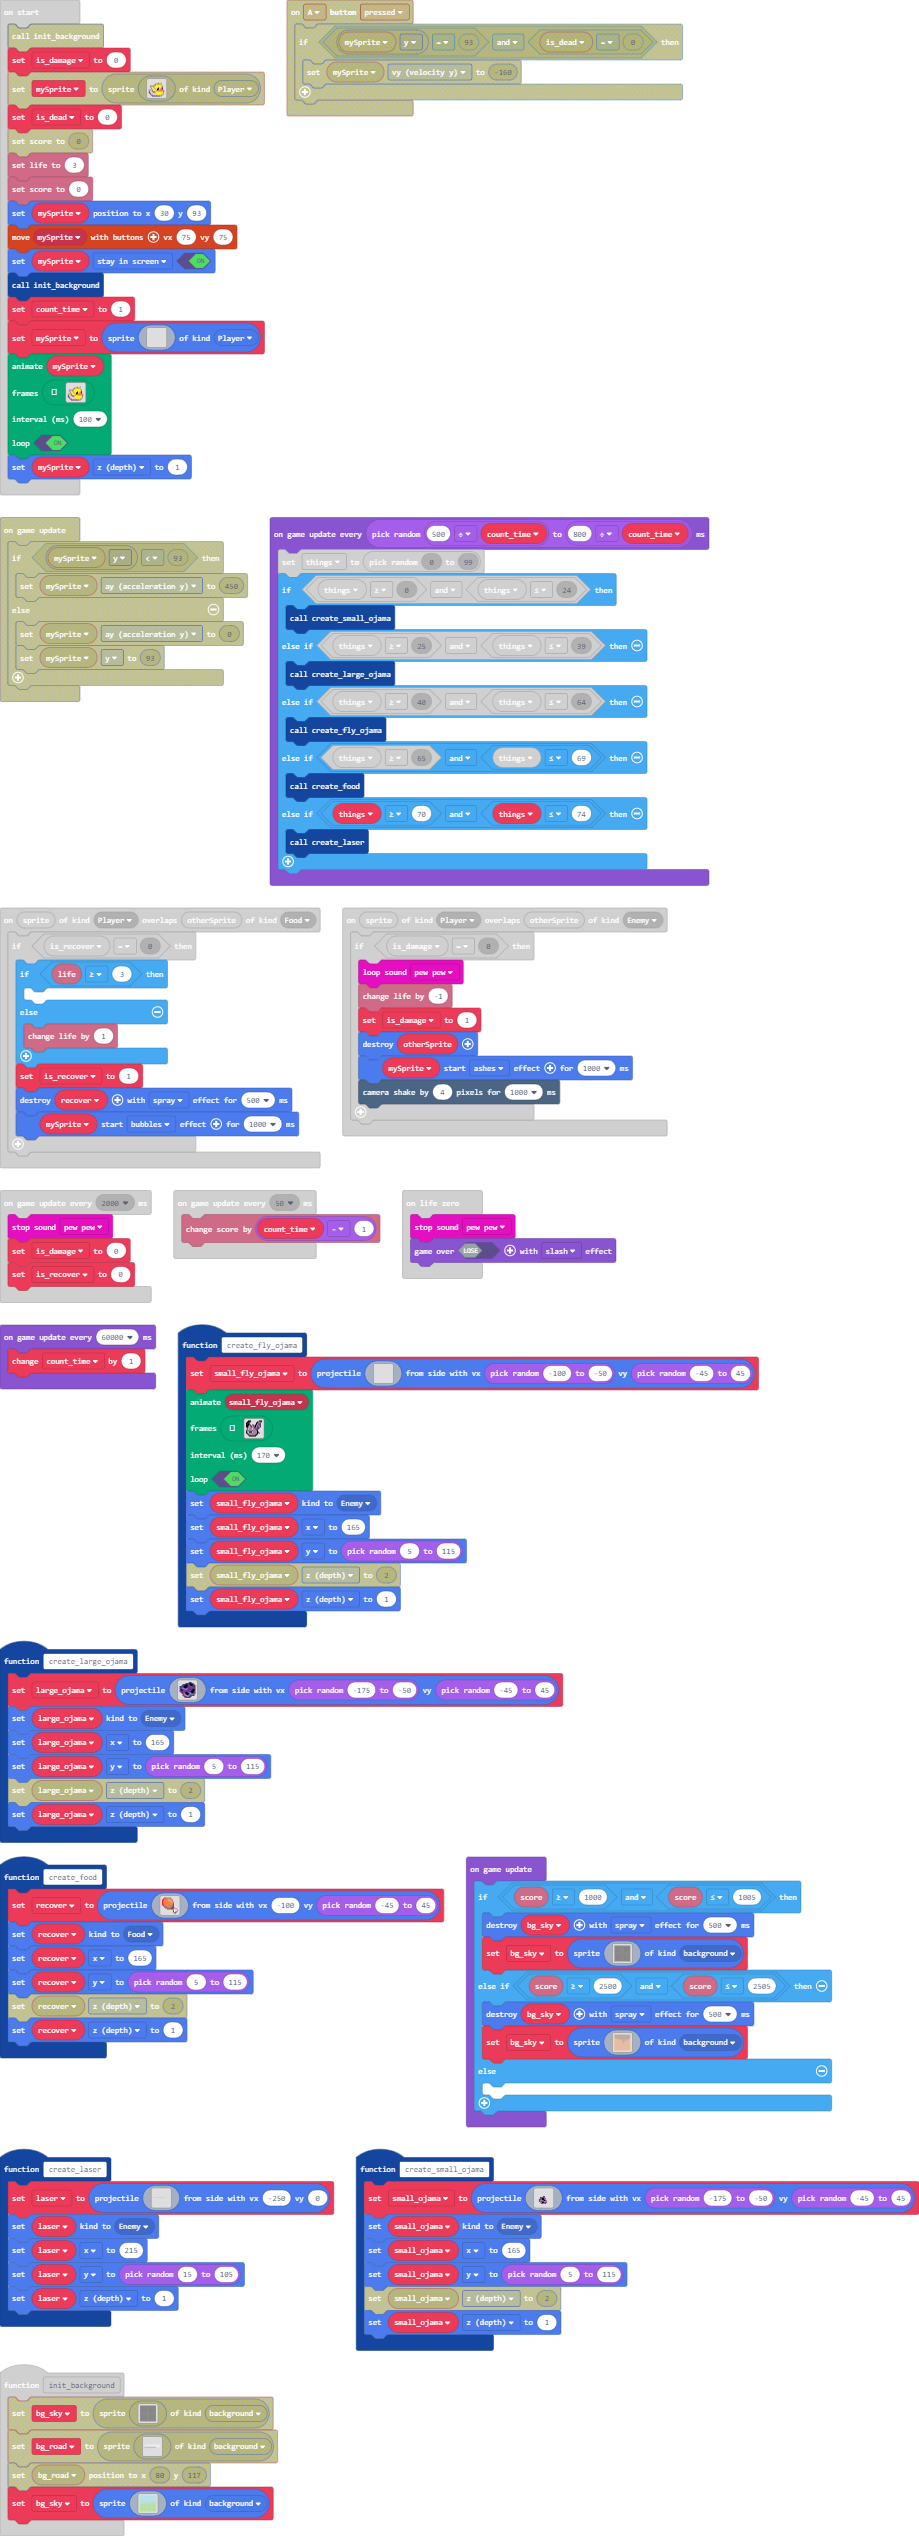 on start
call init_background
set is_damage to 0
set mySprite to sprite of kind Player
set is_dead to 0
set score to 0
set life to 3
set score to 0
set mySprite position to x 30 y 93
move mySprite with buttons vx 75 vy 75
set mySprite stay in screen ON
call init_background
set count_time to 1
set mySprite to sprite of kind Player
animate mySprite
frames
interval (ms) 100
loop ON
set mySprite z (depth) to 1
on A button pressed
if mySprite y = 93 and is_dead = 0 then
set mySprite vy (velocity y) to -160
on game update
if mySprite y < 93 then
set mySprite ay (acceleration y) to 450
else
set mySprite ay (acceleration y) to 0
set mySprite y to 93
on game update every pick random 500 ÷ count_time to 800 ÷ count_time ms
set things to pick random 0 to 99
if things ≥ 0 and things ≤ 24 then
call create_small_ojama
else if things ≥ 25 and things ≤ 39 then
call create_large_ojama
else if things ≥ 40 and things ≤ 64 then
call create_fly_ojama
else if things ≥ 65 and things ≤ 69 then
call create_food
else if things ≥ 70 and things ≤ 74 then
call create_laser
on sprite of kind Player overlaps otherSprite of kind Food
if is_recover = 0 then
if life ≥ 3 then
else
change life by 1
set is_recover to 1
destroy recover with spray effect for 500 ms
mySprite start bubbles effect for 1000 ms
on sprite of kind Player overlaps otherSprite of kind Enemy
if is_damage = 0 then
loop sound pew pew
change life by -1
set is_damage to 1
destroy otherSprite
mySprite start ashes effect for 1000 ms
camera shake by 4 pixels for 1000 ms
on game update every 2000 ms
stop sound pew pew
set is_damage to 0
set is_recover to 0
on game update every 50 ms
change score by count_time - 1
on life zero
stop sound pew pew
game over LOSE with slash effect
on game update every 60000 ms
change count_time by 1
function create_fly_ojama
set small_fly_ojama to projectile from side with vx pick random -100 to -50 vy pick random -45 to 45
animate small_fly_ojama
frames
interval (ms) 170
loop ON
set small_fly_ojama kind to Enemy
set small_fly_ojama x to 165
set small_fly_ojama y to pick random 5 to 115
set small_fly_ojama z (depth) to 2
set small_fly_ojama z (depth) to 1
function create_large_ojama
set large_ojama to projectile from side with vx pick random -175 to -50 vy pick random -45 to 45
set large_ojama kind to Enemy
set large_ojama x to 165
set large_ojama y to pick random 5 to 115
set large_ojama z (depth) to 2
set large_ojama z (depth) to 1
function create_food
set recover to projectile from side with vx -100 vy pick random -45 to 45
set recover kind to Food
set recover x to 165
set recover y to pick random 5 to 115
set recover z (depth) to 2
set recover z (depth) to 1
on game update
if score ≥ 1000 and score ≤ 1005 then
destroy bg_sky with spray effect for 500 ms
set bg_sky to sprite of kind background
else if score ≥ 2500 and score ≤ 2505 then
destroy bg_sky with spray effect for 500 ms
set bg_sky to sprite of kind background
else
function create_laser
set laser to projectile from side with vx -250 vy 0
set laser kind to Enemy
set laser x to 215
set laser y to pick random 15 to 105
set laser z (depth) to 1
function create_small_ojama
set small_ojama to projectile from side with vx pick random -175 to -50 vy pick random -45 to 45
set small_ojama kind to Enemy
set small_ojama x to 165
set small_ojama y to pick random 5 to 115
set small_ojama z (depth) to 2
set small_ojama z (depth) to 1
function init_background
set bg_sky to sprite of kind background
set bg_road to sprite of kind background
set bg_road position to x 80 y 117
set bg_sky to sprite of kind background